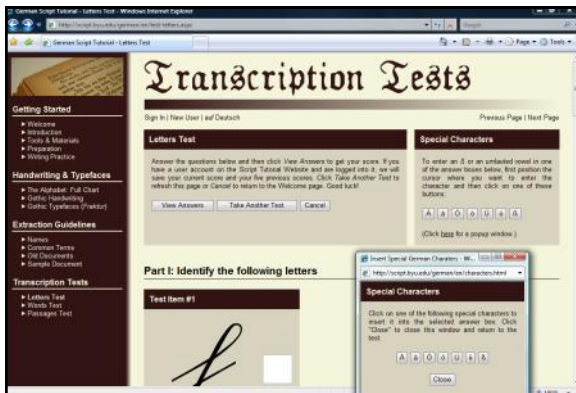 German Script Tutorial - Letters Test - Windows Internet Explorer
http://script.byu.edu/german/en/test-letters.aspx
Google
German Script Tutorial - Letters Test
Page
Tools
Transcription Tests
Getting Started
Welcome
Introduction
Tools & Materials
Preparation
Writing Practice
Handwriting & Typefaces
The Alphabet: Full Chart
Gothic Handwriting
Gothic Typefaces (Fraktur)
Extraction Guidelines
Names
Common Terms
Old Documents
Sample Document
Transcription Tests
Letters Test
Words Test
Passages Test
Sign In | New User | auf Deutsch
Previous Page | Next Page
Letters Test
Answer the questions below and then click View Answers to get your score. If you
have a user account on the Script Tutorial Website and are logged into it, we will
save your current score and your five previous scores. Click Take Another Test to
refresh this page or Cancel to return to the Welcome page. Good luck!
View Answers Take Another Test Cancel
Special Characters
To enter an ß or an umlauted vowel in one
of the answer boxes below, first position the
cursor where you want to enter the
character and then click on one of these
buttons:
Ä ä Ö ö Ü ü ß
(Click here for a popup window.)
Part I: Identify the following letters
Test Item #1
Insert Special German Characters - W...
http://script.byu.edu/german/en/characters.html
Special Characters
Click on one of the following special characters to
insert it into the selected answer box. Click
"Close" to close this window and return to the
test.
Ä ä Ö ö Ü ü ß
Close